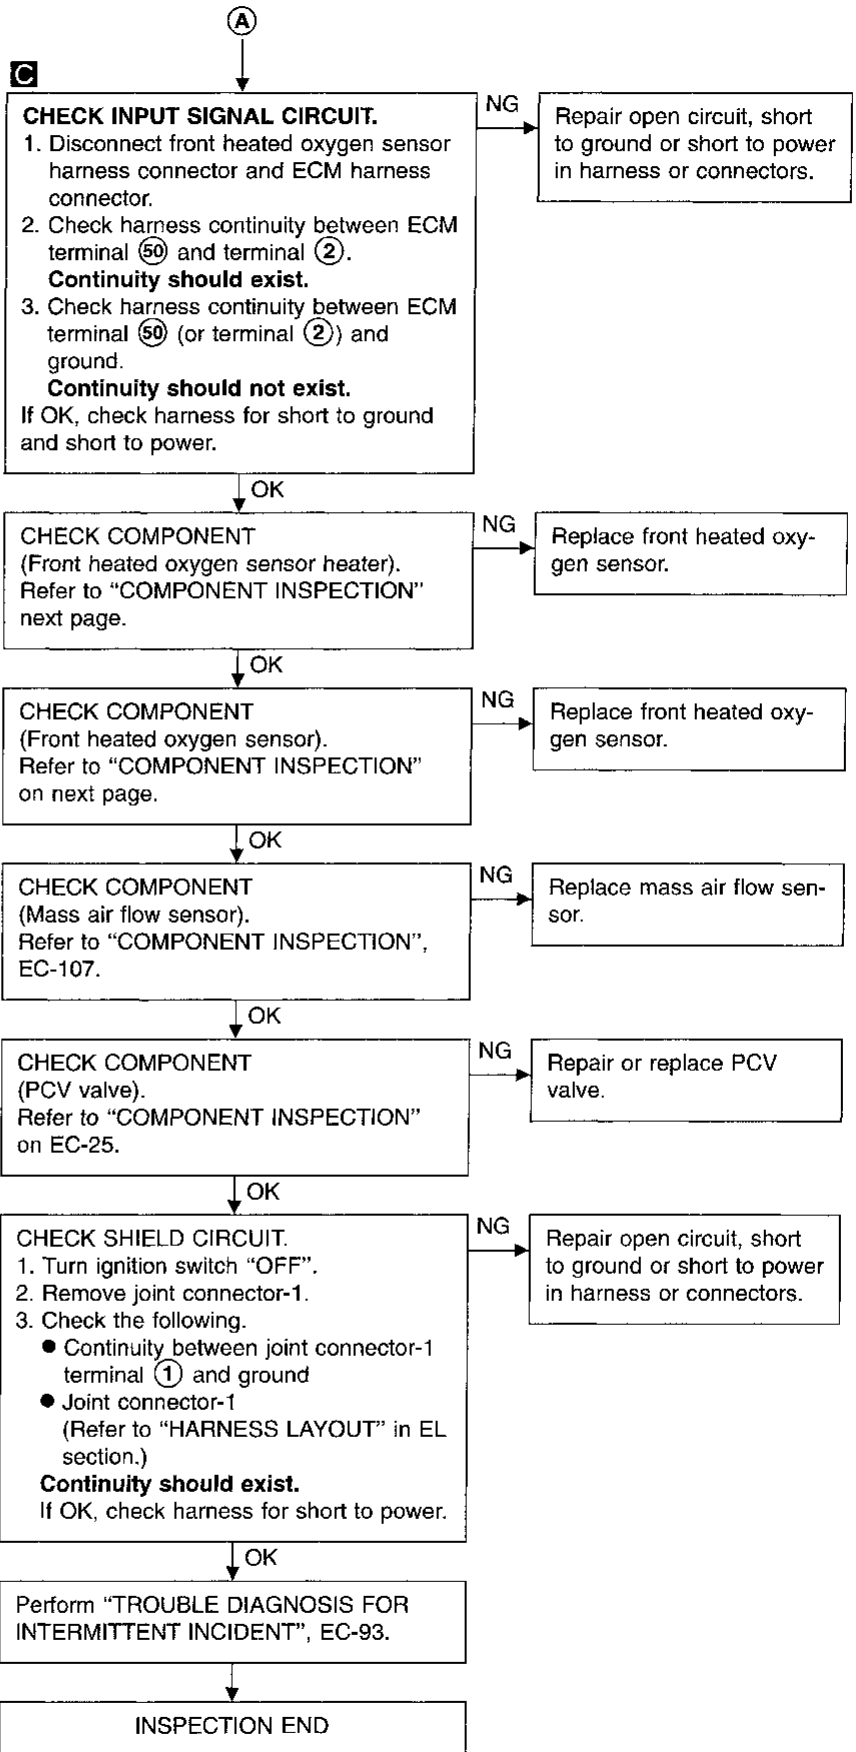 A
C
CHECK INPUT SIGNAL CIRCUIT.
1. Disconnect front heated oxygen sensor
harness connector and ECM harness
connector.
2. Check harness continuity between ECM
terminal 50 and terminal 2.
Continuity should exist.
3. Check harness continuity between ECM
terminal 50 (or terminal 2) and
ground.
Continuity should not exist.
If OK, check harness for short to ground
and short to power.
NG
Repair open circuit, short
to ground or short to power
in harness or connectors.
OK
CHECK COMPONENT
(Front heated oxygen sensor heater).
Refer to “COMPONENT INSPECTION”
next page.
NG
Replace front heated oxy-
gen sensor.
OK
CHECK COMPONENT
(Front heated oxygen sensor).
Refer to “COMPONENT INSPECTION”
on next page.
NG
Replace front heated oxy-
gen sensor.
OK
CHECK COMPONENT
(Mass air flow sensor).
Refer to “COMPONENT INSPECTION”,
EC-107.
NG
Replace mass air flow sen-
sor.
OK
CHECK COMPONENT
(PCV valve).
Refer to “COMPONENT INSPECTION”
on EC-25.
NG
Repair or replace PCV
valve.
OK
CHECK SHIELD CIRCUIT.
1. Turn ignition switch “OFF”.
2. Remove joint connector-1.
3. Check the following.
● Continuity between joint connector-1
terminal 1 and ground
● Joint connector-1
(Refer to “HARNESS LAYOUT” in EL
section.)
Continuity should exist.
If OK, check harness for short to power.
NG
Repair open circuit, short
to ground or short to power
in harness or connectors.
OK
Perform “TROUBLE DIAGNOSIS FOR
INTERMITTENT INCIDENT”, EC-93.
INSPECTION END